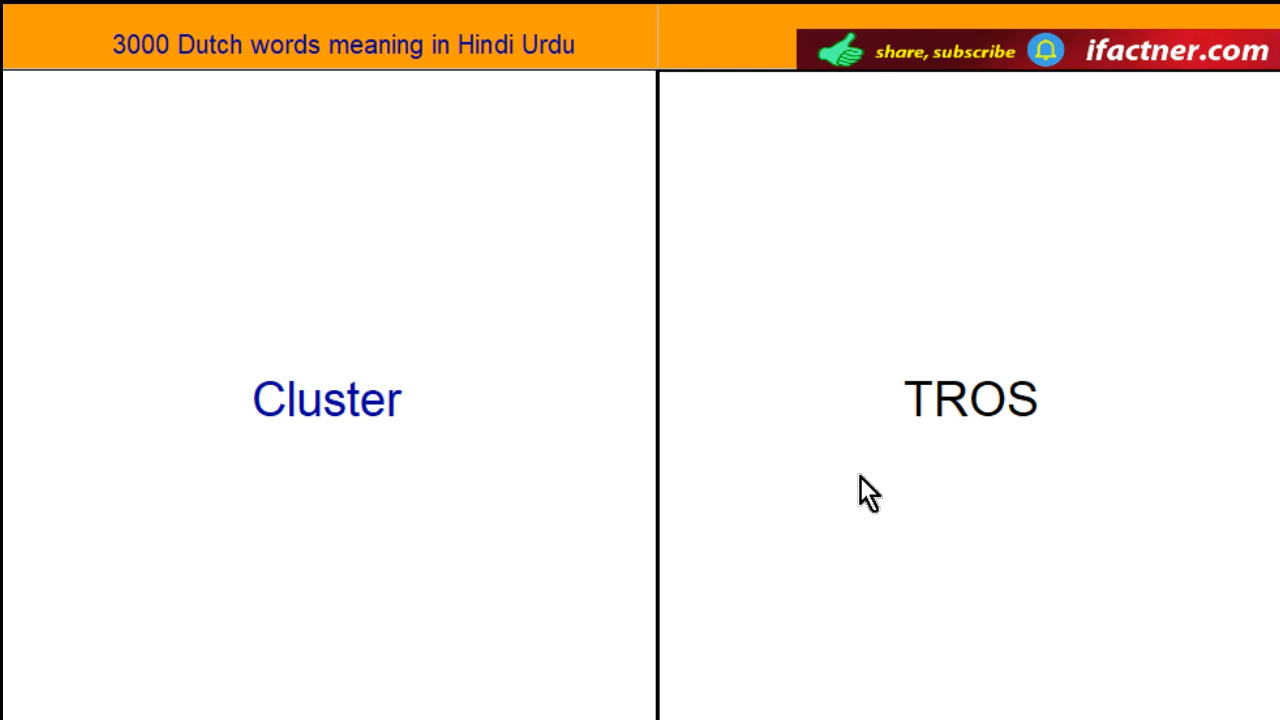 3000 Dutch words meaning in Hindi Urdu
share, subscribe
ifactner.com
Cluster
TROS